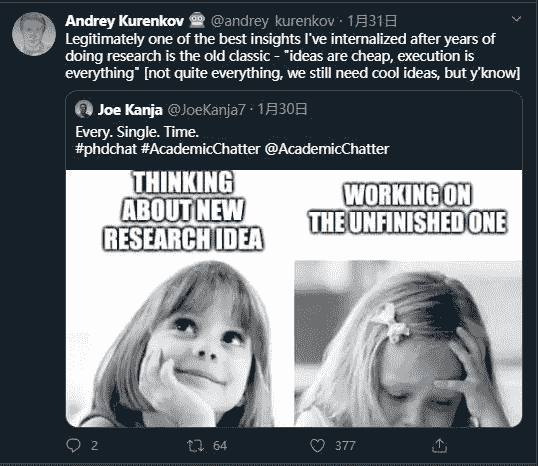 Andrey Kurenkov 🤖 @andrey_kurenkov · 1月31日
Legitimately one of the best insights I've internalized after years of
doing research is the old classic - "ideas are cheap, execution is
everything" [not quite everything, we still need cool ideas, but y'know]
Joe Kanja @JoeKanja7 · 1月30日
Every. Single. Time.
#phdchat #AcademicChatter @AcademicChatter
THINKING
ABOUT NEW
RESEARCH IDEA
WORKING ON
THE UNFINISHED ONE
2 64 377